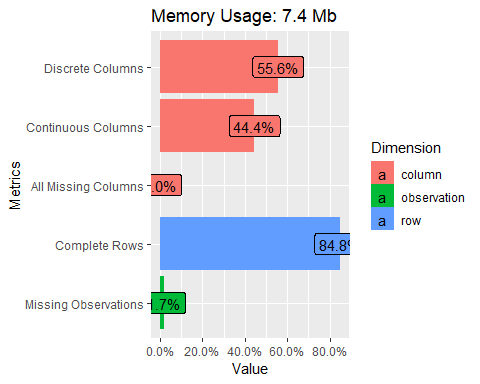 Memory Usage: 7.4 Mb
Metrics
Discrete Columns
55.6%
Continuous Columns
44.4%
All Missing Columns
.0%
Complete Rows
84.8%
Missing Observations
.7%
0.0% 20.0% 40.0% 60.0% 80.0%
Value
Dimension
a column
a observation
a row